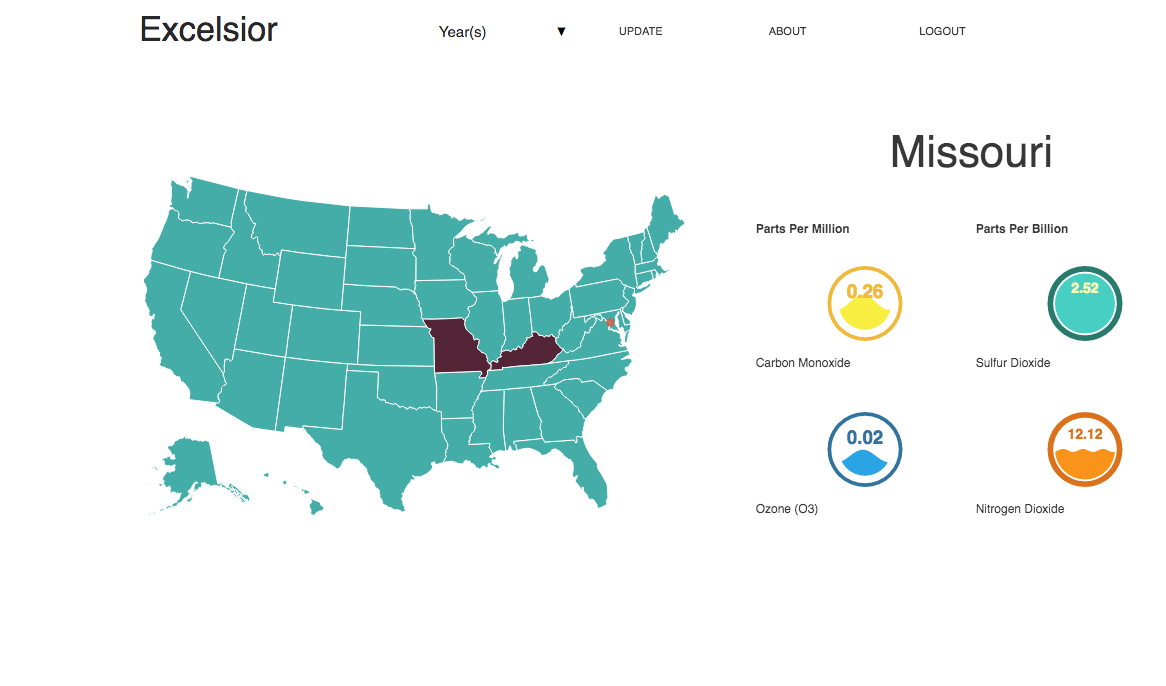 Excelsior
Year(s) ▼ UPDATE ABOUT LOGOUT
Missouri
Parts Per Million Parts Per Billion
0.26 2.52
Carbon Monoxide Sulfur Dioxide
0.02 12.12
Ozone (O3) Nitrogen Dioxide